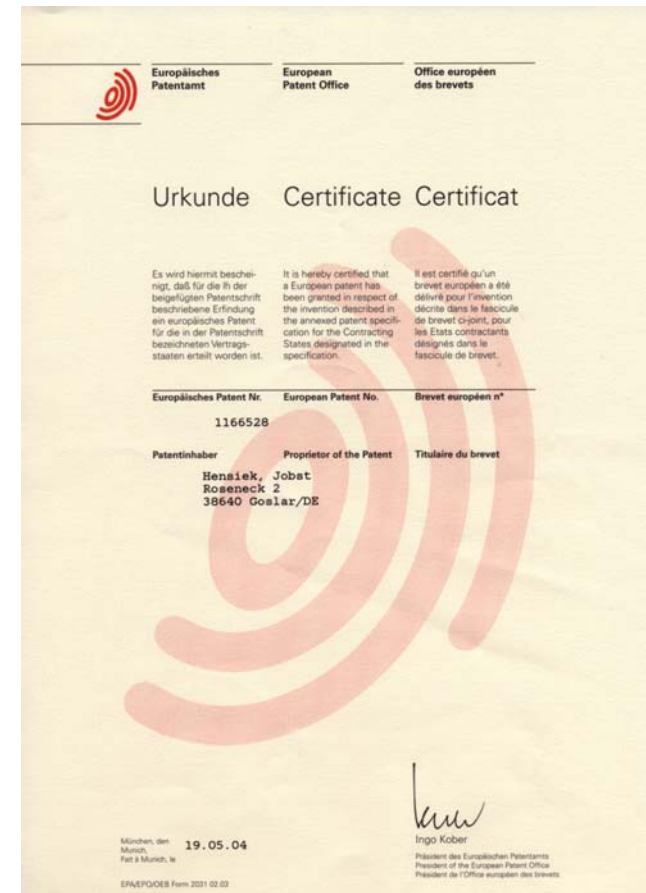 Europäisches
Patentamt
European
Patent Office
Office européen
des brevets
Urkunde
Certificate
Certificat
Es wird hiermit beschei-
nigt, daß für die in der
beigefügten Patentschrift
beschriebene Erfindung
ein europäisches Patent
für die in der Patentschrift
bezeichneten Vertrags-
staaten erteilt worden ist.
It is hereby certified that
a European patent has
been granted in respect of
the invention described in
the annexed patent specifi-
cation for the Contracting
States designated in the
specification.
Il est certifié qu'un
brevet européen a été
délivré pour l'invention
décrite dans le fascicule
de brevet ci-joint, pour
les Etats contractants
désignés dans le
fascicule de brevet.
Europäisches Patent Nr.
European Patent No.
Brevet européen n°
1166528
Patentinhaber
Proprietor of the Patent
Titulaire du brevet
Hensiek, Jobst
Roseneck 2
38640 Goslar/DE
München, den
Munich,
Fait à Munich, le
19.05.04
Ingo Kober
Präsident des Europäischen Patentamts
President of the European Patent Office
Président de l'Office européen des brevets
EPA/EPO/OEB Form 2031 02.03